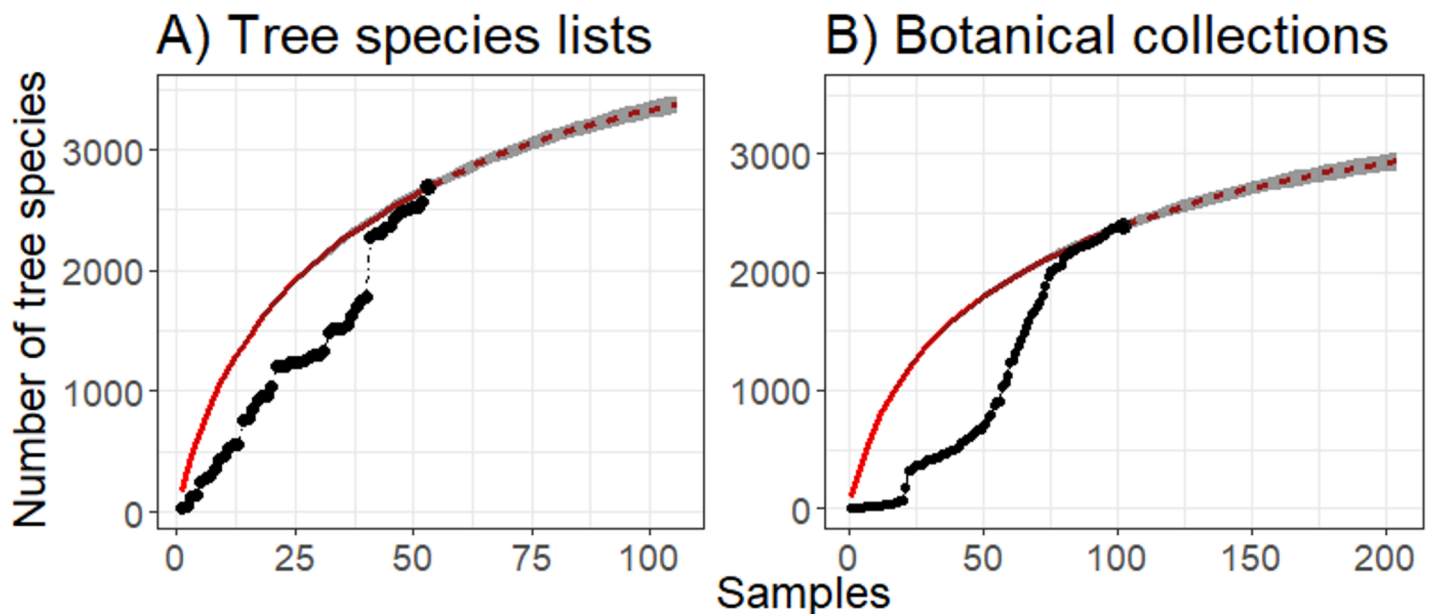 A) Tree species lists
B) Botanical collections
Number of tree species
3000
2000
1000
0
0 25 50 75 100
3000
2000
1000
0
0 50 100 150 200
Samples